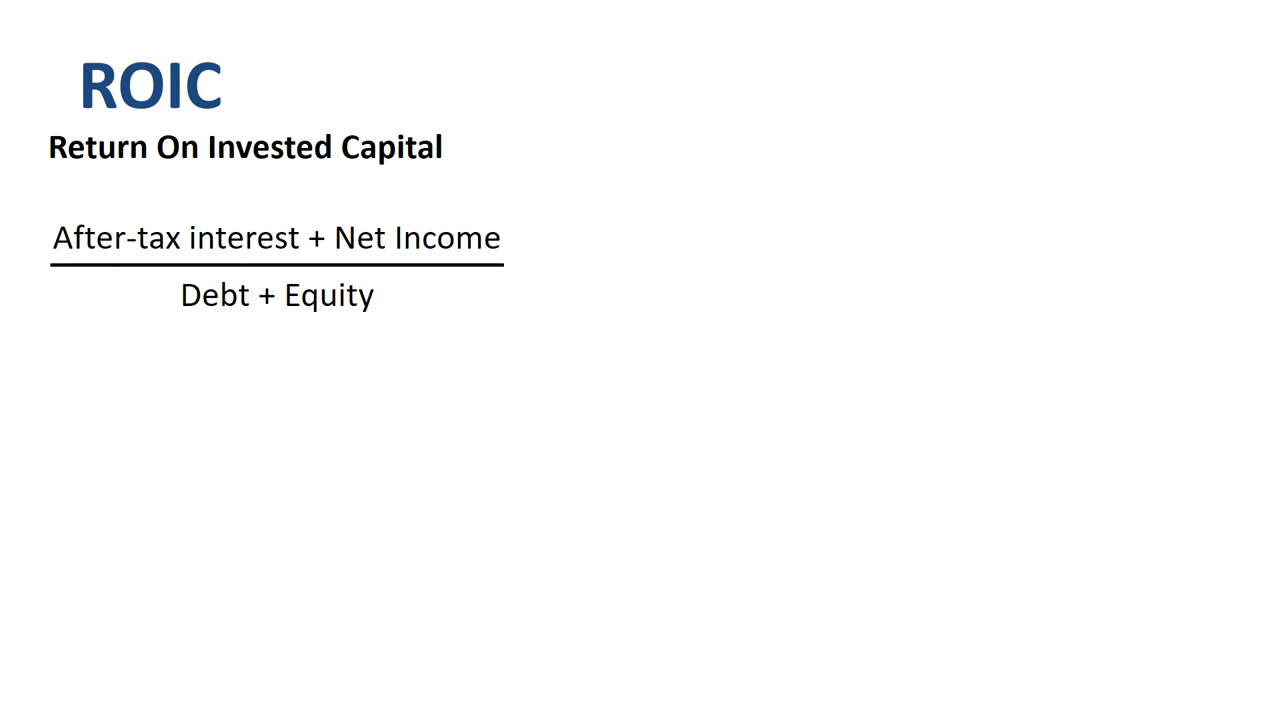 ROIC
Return On Invested Capital
After-tax interest + Net Income
Debt + Equity